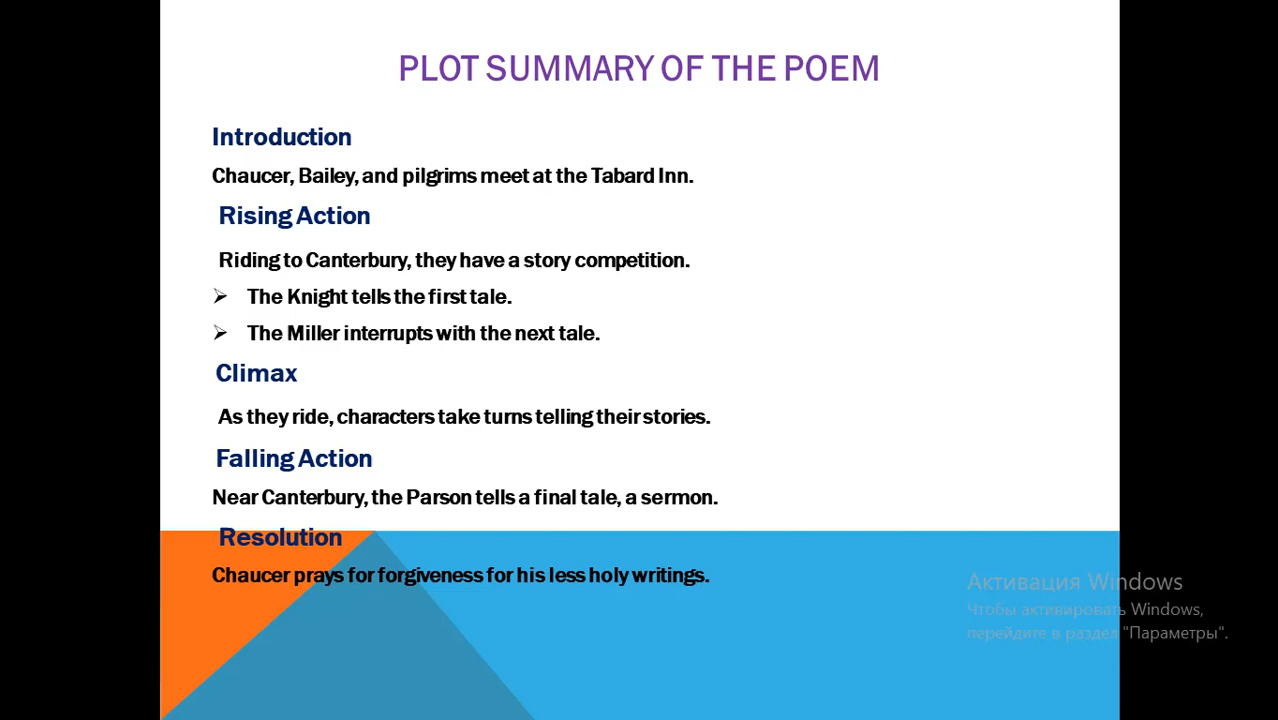 PLOT SUMMARY OF THE POEM
Introduction
Chaucer, Bailey, and pilgrims meet at the Tabard Inn.
Rising Action
Riding to Canterbury, they have a story competition.
➢ The Knight tells the first tale.
➢ The Miller interrupts with the next tale.
Climax
As they ride, characters take turns telling their stories.
Falling Action
Near Canterbury, the Parson tells a final tale, a sermon.
Resolution
Chaucer prays for forgiveness for his less holy writings.
Активация Windows
Чтобы активировать Windows,
перейдите в раздел "Параметры".